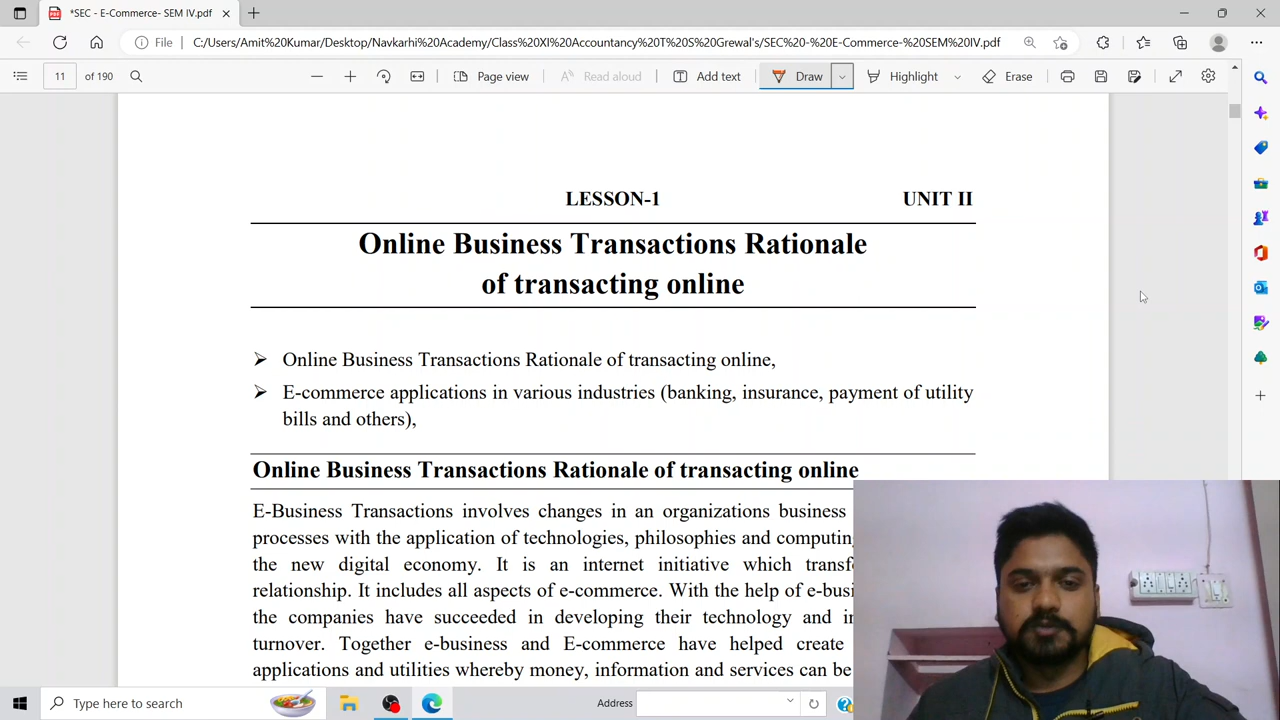 *SEC - E-Commerce- SEM IV.pdf
File C:/Users/Amit%20Kumar/Desktop/Navkarhi%20Academy/Class%20XI%20Accountancy%20T%20S%20Grewal's/SEC%20-%20E-Commerce-%20SEM%20IV.pdf
11 of 190 Page view Read aloud Add text Draw Highlight Erase
LESSON-1 UNIT II
Online Business Transactions Rationale
of transacting online
Online Business Transactions Rationale of transacting online,
E-commerce applications in various industries (banking, insurance, payment of utility
bills and others),
Online Business Transactions Rationale of transacting online
E-Business Transactions involves changes in an organizations business
processes with the application of technologies, philosophies and computing
the new digital economy. It is an internet initiative which
relationship. It includes all aspects of e-commerce. With the help of
the companies have succeeded in developing their technology and
turnover. Together e-business and E-commerce have helped create
applications and utilities whereby money, information and services can be
Type here to search Address